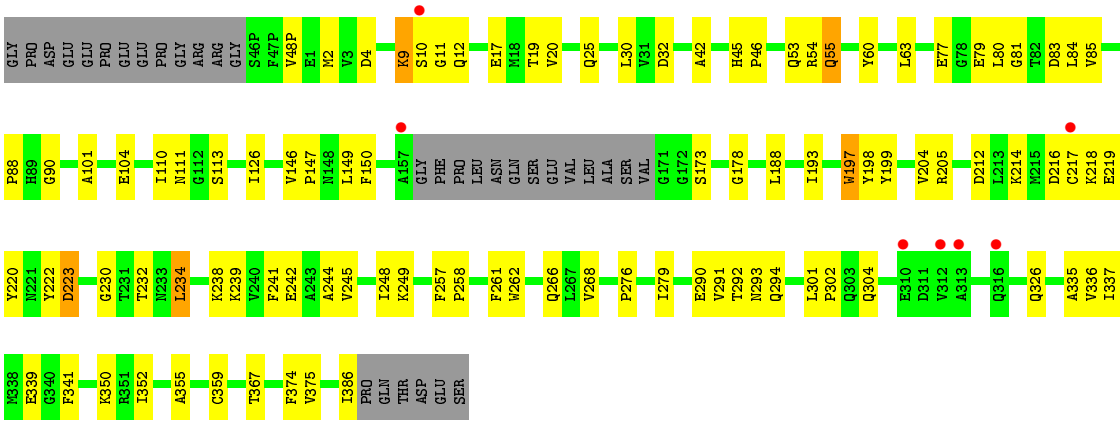 GLY PRO ASP GLU GLU PRO GLU GLU PRO GLY ARG ARG GLY S46P F47P V48P E1 M2 V3 D4 K9 S10 G11 Q12 E17 M18 T19 V20 Q25 L30 V31 D32 A42 H45 P46 Q53 R54 Q55 Y60 L63 E77 G78 E79 L80 G81 T82 D83 L84 V85
P88 H89 G90 A101 E104 I110 N111 G112 S113 I126 V146 P147 N148 L149 F150 A157 GLY PHE PRO LEU ASN GLN SER GLU VAL LEU ALA SER VAL G171 G172 S173 G178 L188 I193 W197 Y198 Y199 V204 R205 D212 L213 K214 M215 D216 C217 K218 E219
Y220 N221 Y222 D223 G230 T231 T232 N233 L234 K238 K239 V240 F241 E242 A243 A244 V245 I248 K249 F257 P258 F261 W262 Q266 L267 V268 P276 I279 E290 V291 T292 N293 Q294 L301 P302 Q303 Q304 E310 D311 V312 A313 Q316 Q326 A335 V336 I337
M338 E339 G340 F341 K350 R351 I352 A355 C359 T367 F374 V375 I386 PRO GLN THR ASP GLU SER